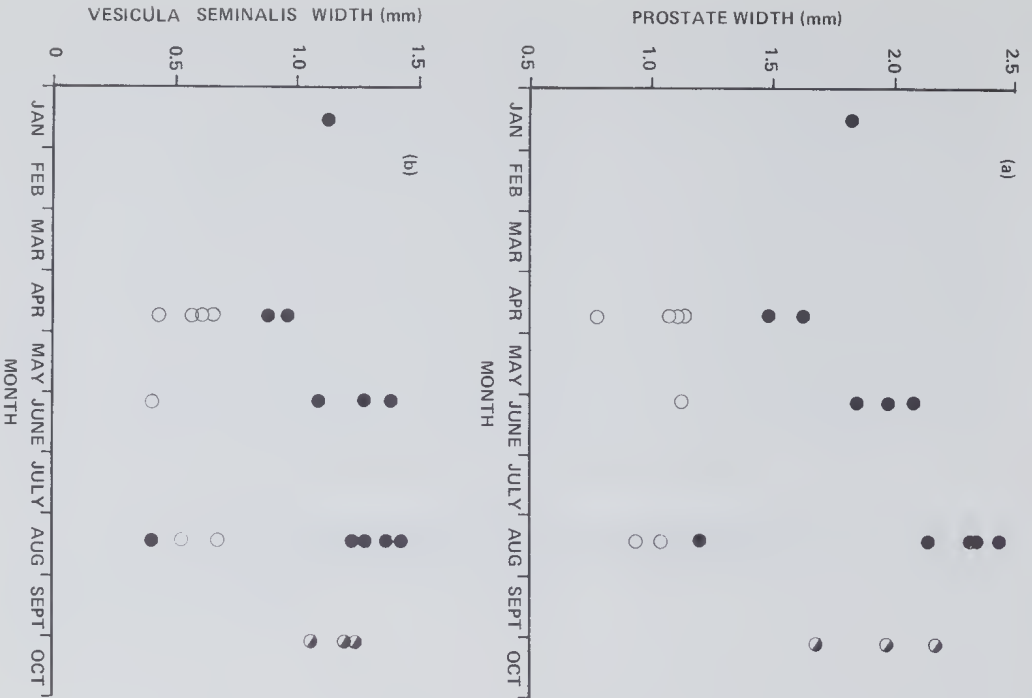 (a)
PROSTATE WIDTH (mm)
2.5
2.0
1.5
1.0
0.5
JAN FEB MAR APR MAY JUNE JULY AUG SEPT OCT
MONTH
(b)
VESICULA SEMINALIS WIDTH (mm)
1.5
1.0
0.5
0
JAN FEB MAR APR MAY JUNE JULY AUG SEPT OCT
MONTH